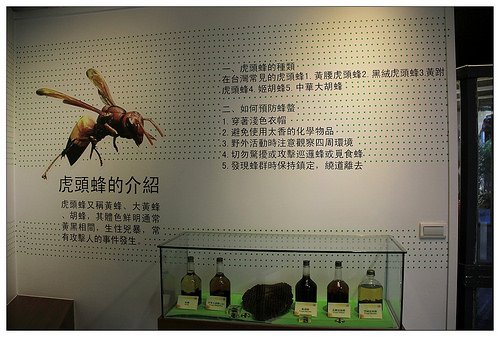 一、虎頭蜂的種類
在台灣常見的虎頭蜂1. 黃腰虎頭蜂2. 黑絨虎頭蜂3.黃跗
虎頭蜂4. 姬胡蜂5. 中華大胡蜂
二、如何預防蜂螫
1. 穿著淺色衣帽
2. 避免使用太香的化學物品
3. 野外活動時注意觀察四周環境
4. 切勿驚擾或攻擊巡邏蜂或覓食蜂
5. 發現蜂群時保持鎮定，繞道離去
虎頭蜂的介紹
虎頭蜂又稱黃蜂、大黃蜂
、胡蜂，其體色鮮明通常
黃黑相間，生性兇暴，常
有攻擊人的事件發生。